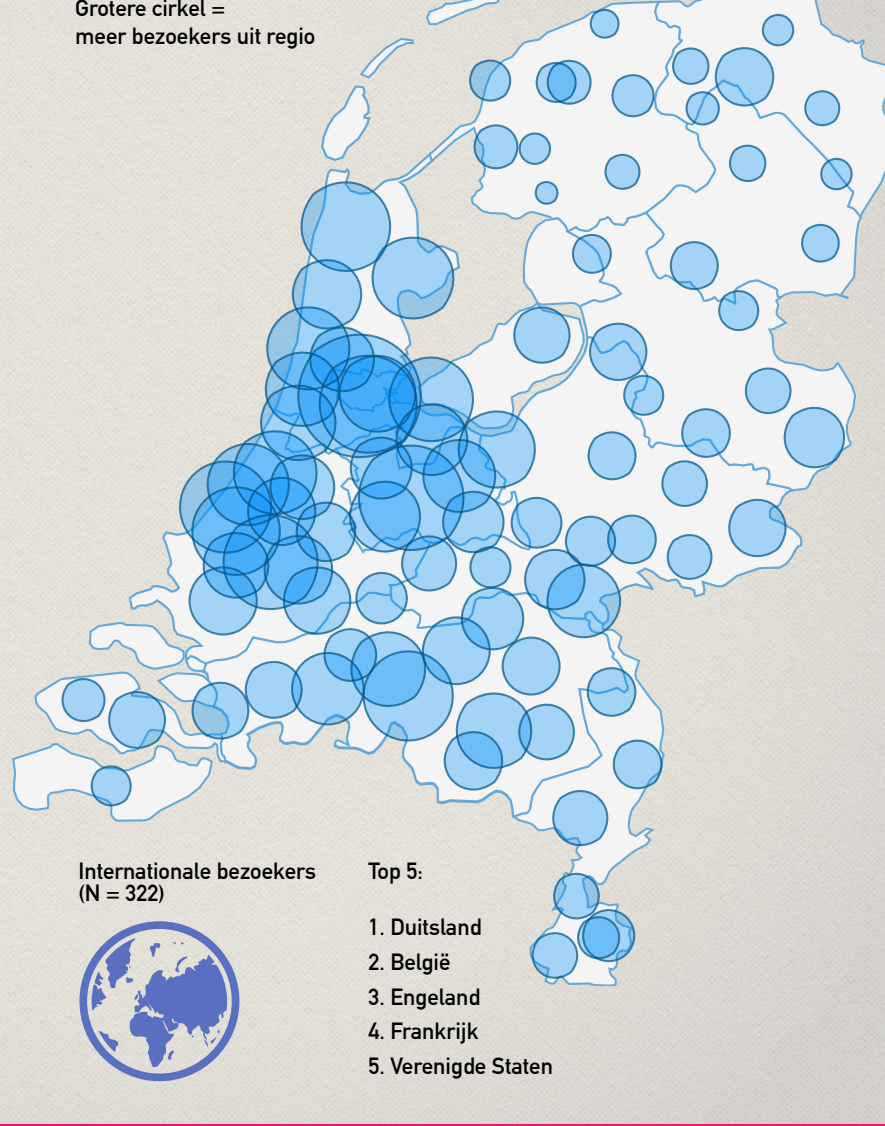 Grotere cirkel =
meer bezoekers uit regio
Internationale bezoekers
(N = 322)
Top 5:
1. Duitsland
2. België
3. Engeland
4. Frankrijk
5. Verenigde Staten